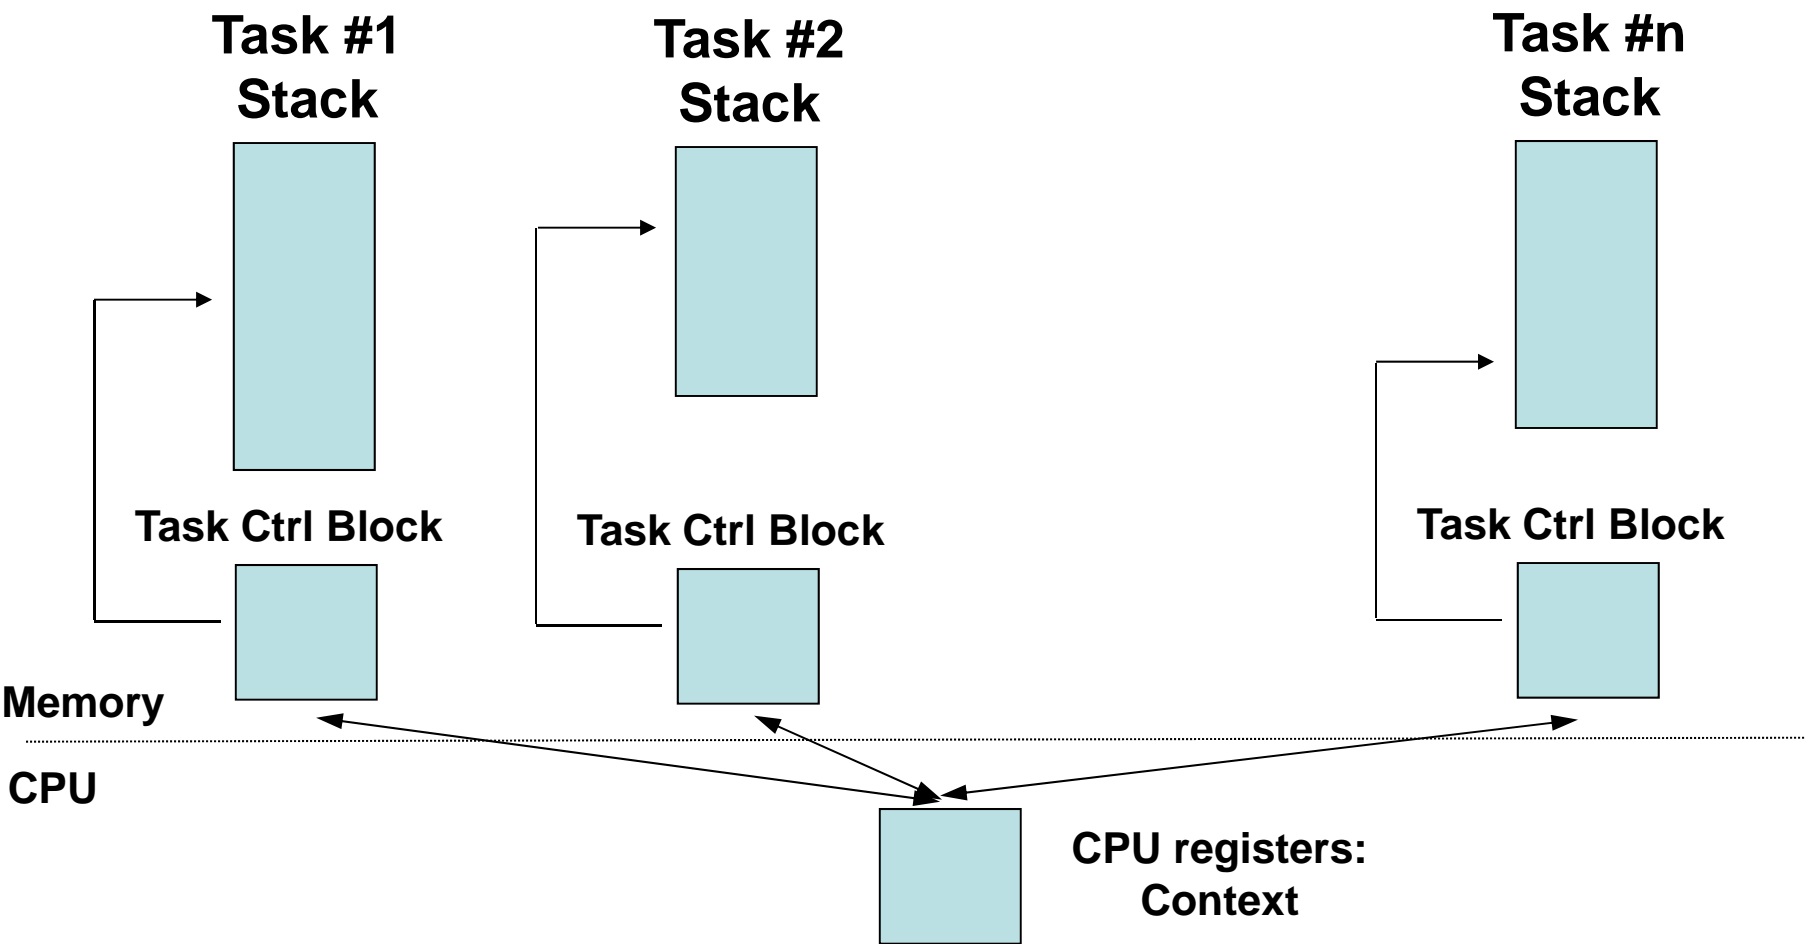 Task #1
Stack
Task #2
Stack
Task #n
Stack
Task Ctrl Block
Task Ctrl Block
Task Ctrl Block
Memory
CPU
CPU registers:
Context